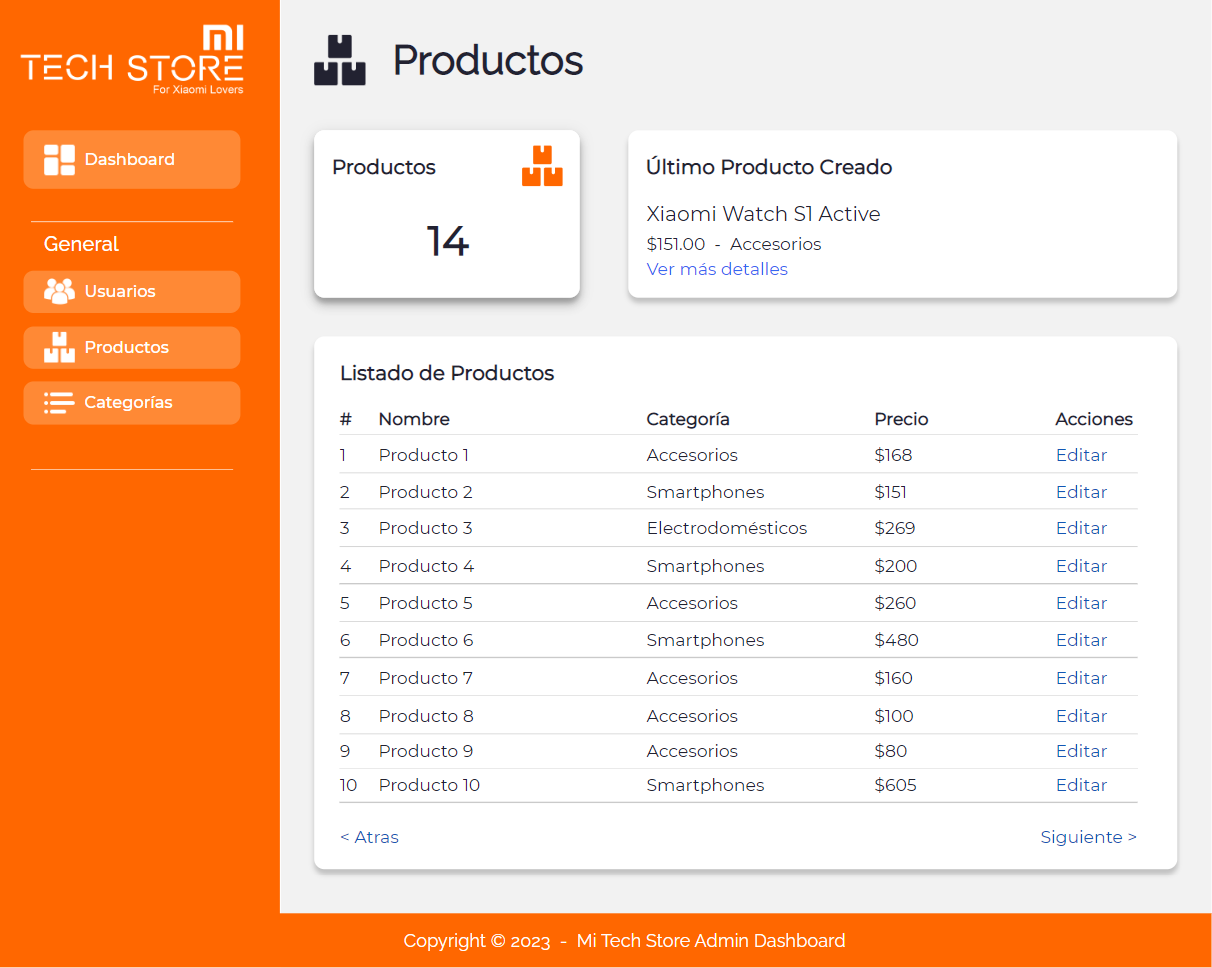 MI
TECH STORE
For Xiaomi Lovers
Dashboard
General
Usuarios
Productos
Categorías
Productos
Productos
14
Último Producto Creado
Xiaomi Watch S1 Active
$151.00 - Accesorios
Ver más detalles
Listado de Productos
# Nombre Categoría Precio Acciones
1 Producto 1 Accesorios $168 Editar
2 Producto 2 Smartphones $151 Editar
3 Producto 3 Electrodomésticos $269 Editar
4 Producto 4 Smartphones $200 Editar
5 Producto 5 Accesorios $260 Editar
6 Producto 6 Smartphones $480 Editar
7 Producto 7 Accesorios $160 Editar
8 Producto 8 Accesorios $100 Editar
9 Producto 9 Accesorios $80 Editar
10 Producto 10 Smartphones $605 Editar
< Atras Siguiente >
Copyright © 2023 - Mi Tech Store Admin Dashboard